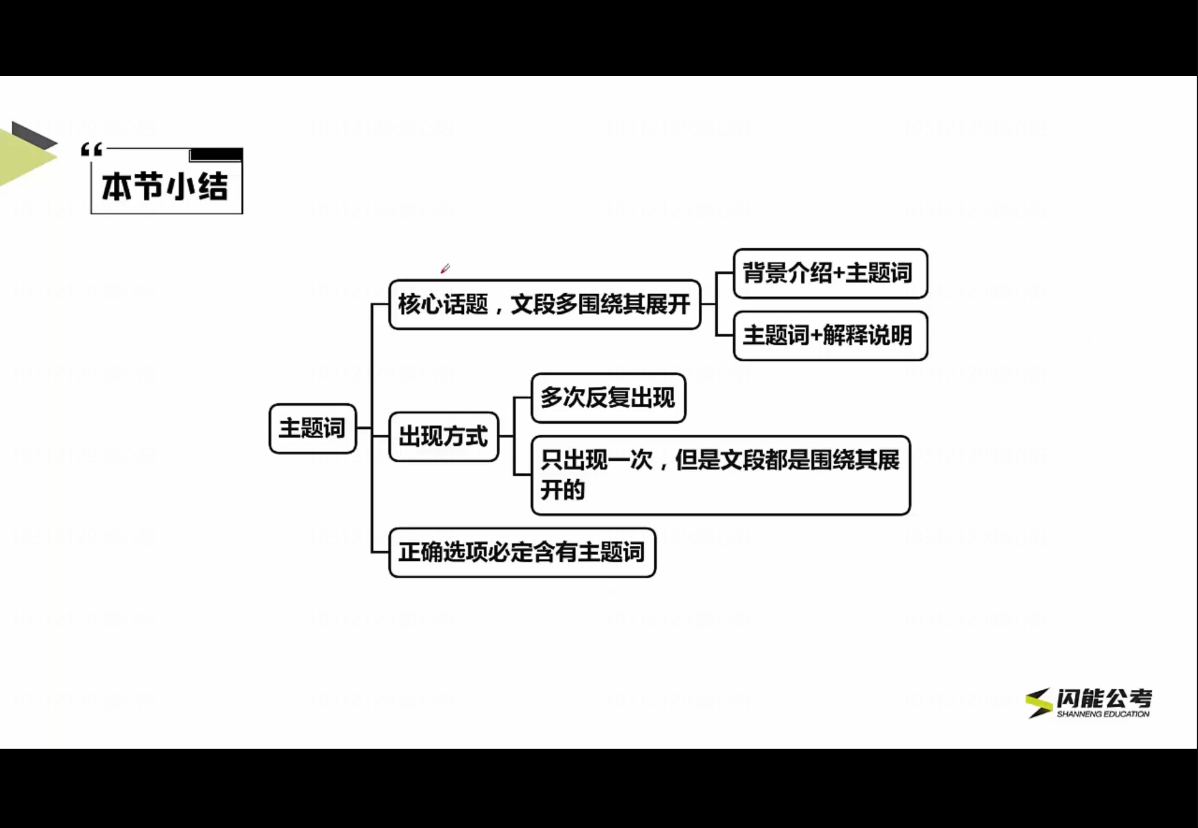 本节小结
背景介绍+主题词
核心话题，文段多围绕其展开
主题词+解释说明
多次反复出现
主题词
出现方式
只出现一次，但是文段都是围绕其展
开的
正确选项必定含有主题词
闪能公考
SHANNENG EDUCATION